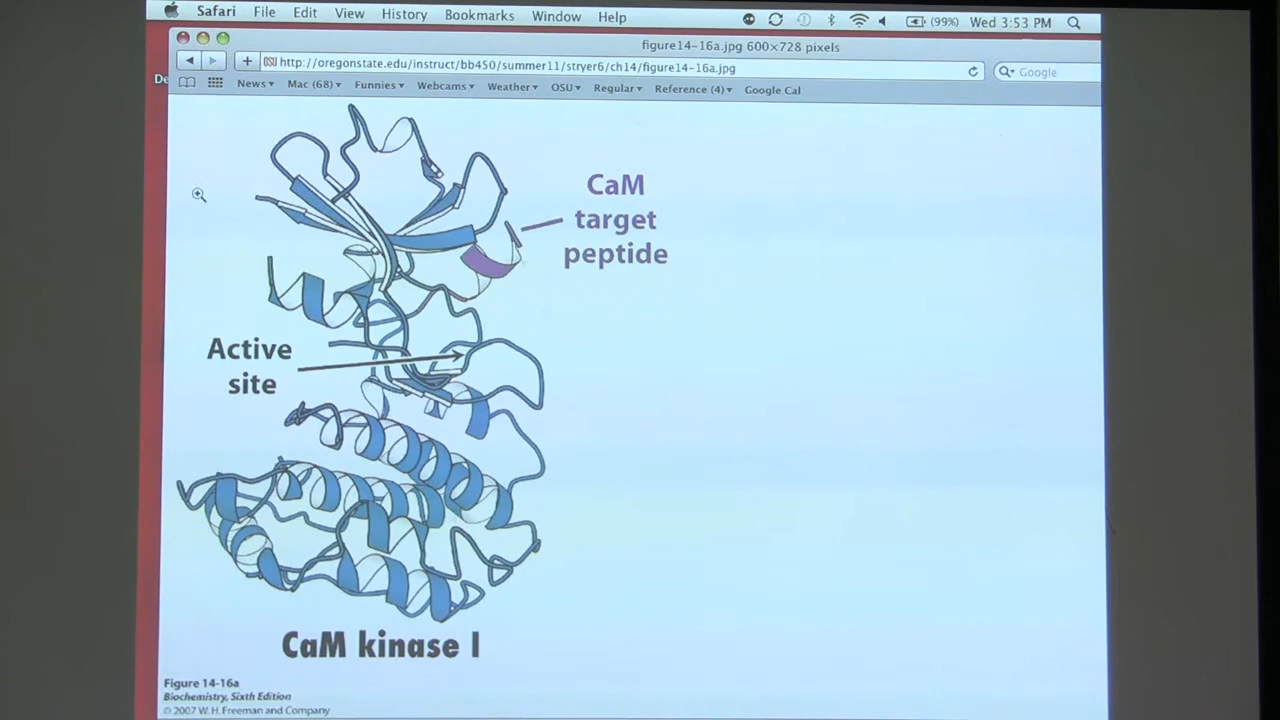 Safari File Edit View History Bookmarks Window Help (99%) Wed 3:53 PM
figure14-16a.jpg 600×728 pixels
OSU http://oregonstate.edu/instruct/bb450/summer11/stryer6/ch14/figure14-16a.jpg Google
De
News Mac (68) Funnies Webcams Weather OSU Regular Reference (4) Google Cal
CaM
target
peptide
Active
site
CaM kinase I
Figure 14-16a
Biochemistry, Sixth Edition
© 2007 W. H. Freeman and Company